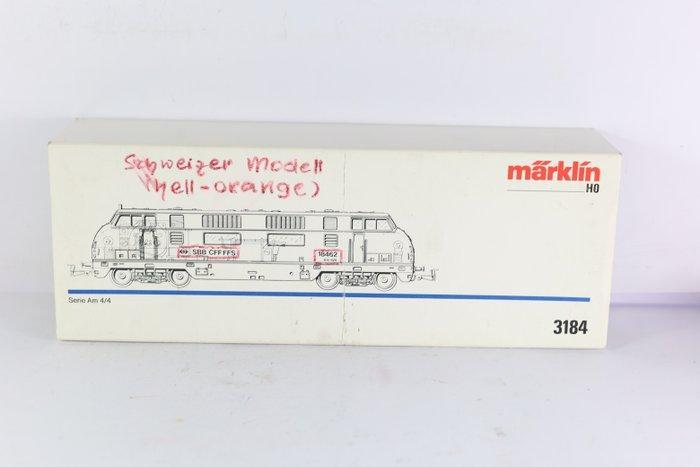 Schweizer Modell
(hell-orange)
märklin
H0
SBB CFF FFS
18462
Serie Am 4/4
3184